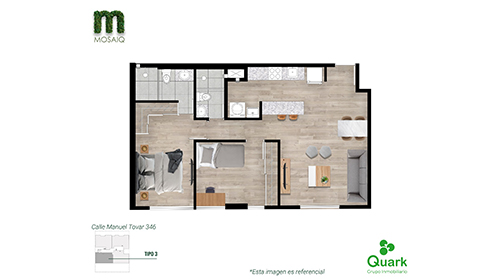 m
MOSAIQ
Calle Manuel Tovar 346
TIPO 3
Quark
Grupo Inmobiliario
*Esta imagen es referencial